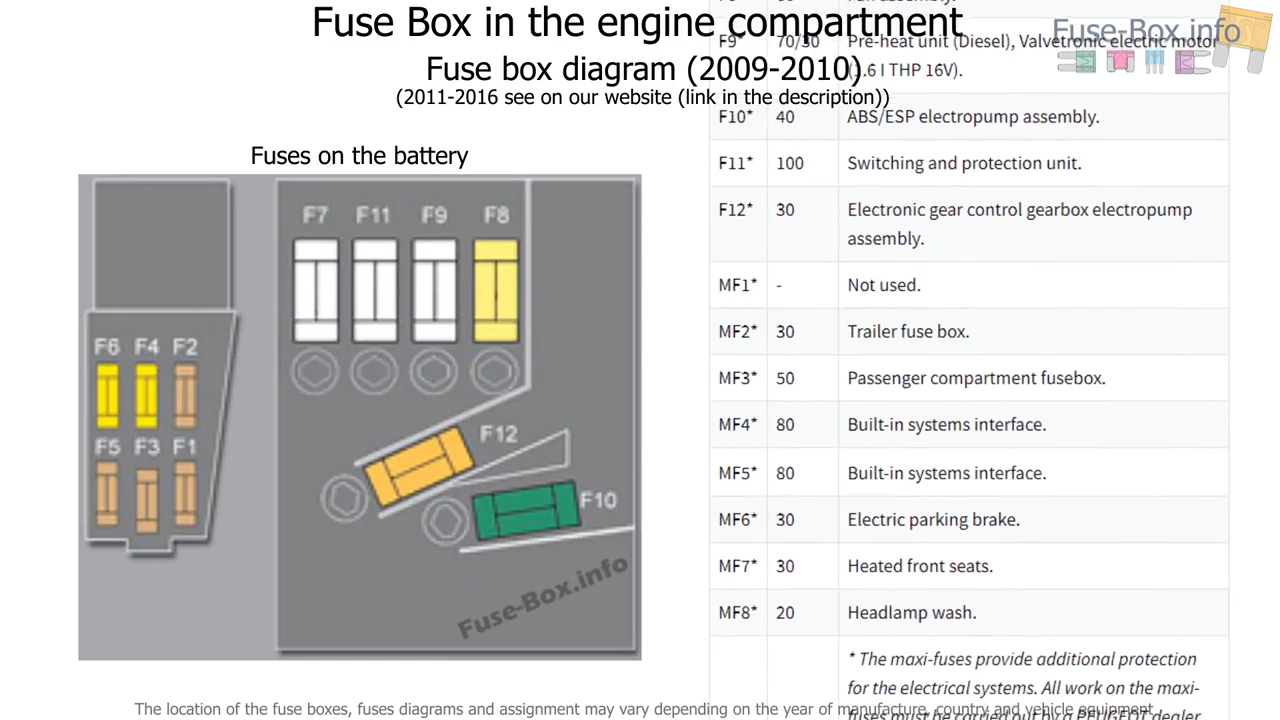 Fuse Box in the engine compartment
Fuse box diagram (2009-2010)
(2011-2016 see on our website (link in the description))
Fuse-Box.info
Fuses on the battery
F7 F11 F9 F8
F6 F4 F2
F5 F3 F1
F12
F10
Fuse-Box.info
F9* 70/30 Pre-heat unit (Diesel), Valvetronic electric motor
(1.6 l THP 16V).
F10* 40 ABS/ESP electropump assembly.
F11* 100 Switching and protection unit.
F12* 30 Electronic gear control gearbox electropump
assembly.
MF1* - Not used.
MF2* 30 Trailer fuse box.
MF3* 50 Passenger compartment fusebox.
MF4* 80 Built-in systems interface.
MF5* 80 Built-in systems interface.
MF6* 30 Electric parking brake.
MF7* 30 Heated front seats.
MF8* 20 Headlamp wash.
* The maxi-fuses provide additional protection
for the electrical systems. All work on the maxi-
fuses must be carried out by a PEUGEOT dealer
The location of the fuse boxes, fuses diagrams and assignment may vary depending on the year of manufacture, country and vehicle equipment